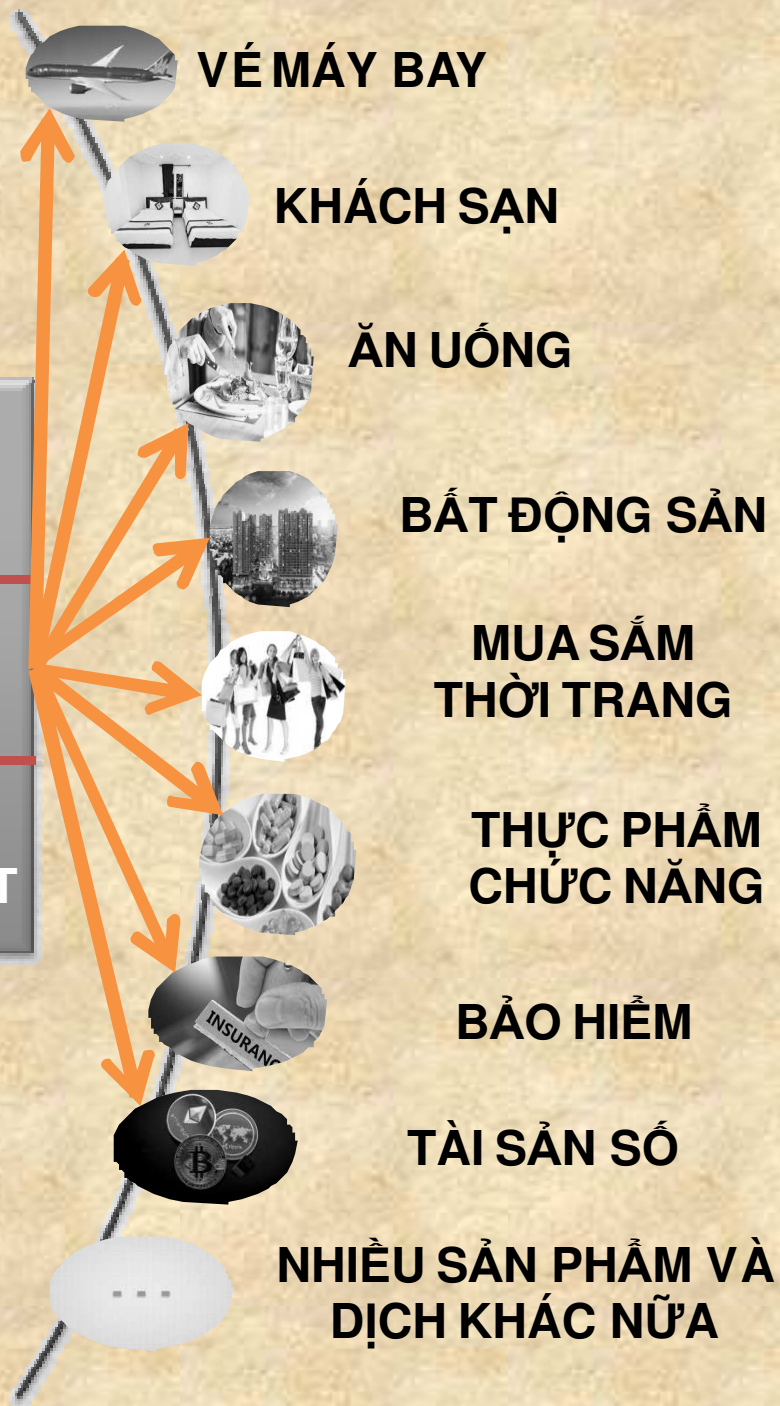 VÉ MÁY BAY
KHÁCH SẠN
ĂN UỐNG
BẤT ĐỘNG SẢN
MUA SẮM
THỜI TRANG
THỰC PHẨM
CHỨC NĂNG
T
INSURANC
BẢO HIỂM
TÀI SẢN SỐ
NHIỀU SẢN PHẨM VÀ
DỊCH KHÁC NỮA